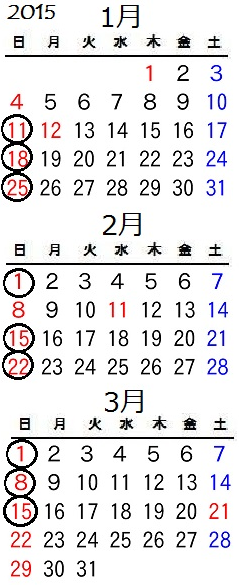 2015 1月
日 月 火 水 木 金 土
1 2 3
4 5 6 7 8 9 10
11 12 13 14 15 16 17
18 19 20 21 22 23 24
25 26 27 28 29 30 31
2月
日 月 火 水 木 金 土
1 2 3 4 5 6 7
8 9 10 11 12 13 14
15 16 17 18 19 20 21
22 23 24 25 26 27 28
3月
日 月 火 水 木 金 土
1 2 3 4 5 6 7
8 9 10 11 12 13 14
15 16 17 18 19 20 21
22 23 24 25 26 27 28
29 30 31